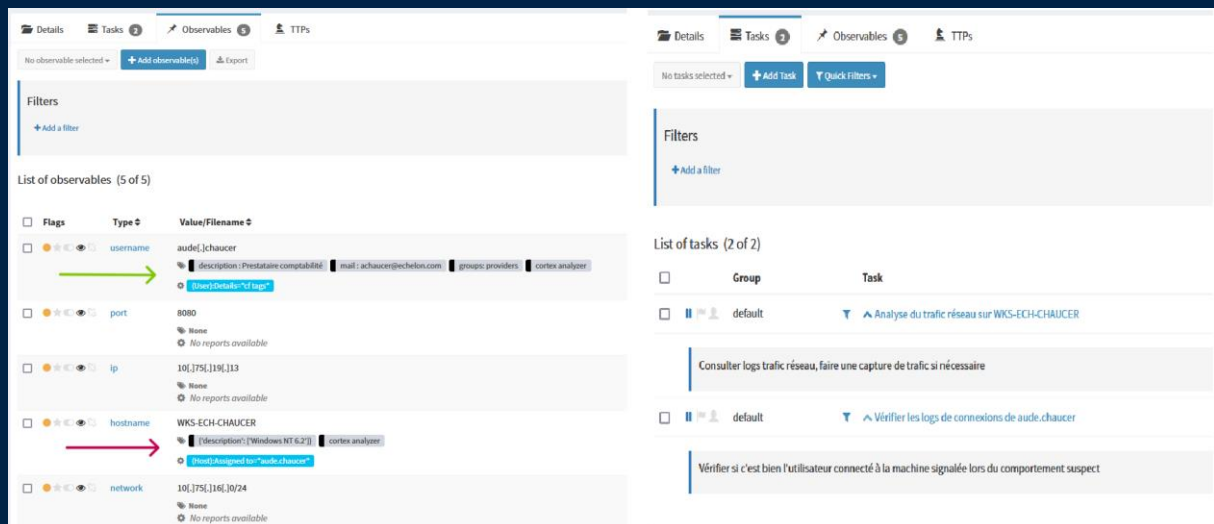 Details Tasks 2 Observables 5 TTPs
No observable selected + Add observable(s) Export
Filters
+ Add a filter
List of observables (5 of 5)
Flags Type Value/Filename
username aude[.]chaucer
description : Prestataire comptabilité mail : achaucer@echelon.com groups: providers cortex analyzer
(User):Details="cf tags"
port 8080
None
No reports available
ip 10[.]75[.]19[.]13
None
No reports available
hostname WKS-ECH-CHAUCER
{'description': ['Windows NT 6.2']} cortex analyzer
(Host):Assigned to="aude.chaucer"
network 10[.]75[.]16[.]0/24
None
No reports available
Details Tasks 2 Observables 5 TTPs
No tasks selected + Add Task Quick Filters
Filters
+ Add a filter
List of tasks (2 of 2)
Group Task
default Analyse du trafic réseau sur WKS-ECH-CHAUCER
Consulter logs trafic réseau, faire une capture de trafic si nécessaire
default Vérifier les logs de connexions de aude.chaucer
Vérifier si c'est bien l'utilisateur connecté à la machine signalée lors du comportement suspect